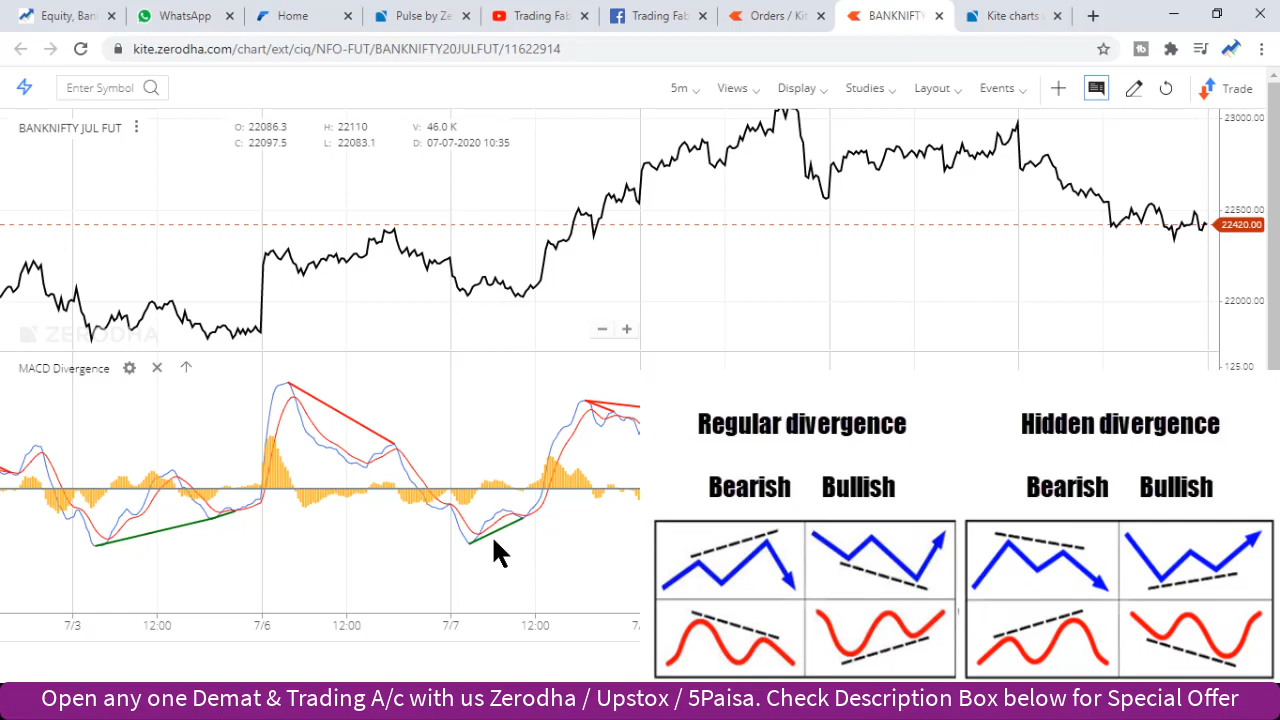 Equity, Ban
WhatsApp
Home
Pulse by Ze
Trading Fab
Trading Fab
Orders / Kit
BANKNIFTY
Kite charts
kite.zerodha.com/chart/ext/ciq/NFO-FUT/BANKNIFTY20JULFUT/11622914
Enter Symbol
5m
Views
Display
Studies
Layout
Events
Trade
BANKNIFTY JUL FUT
O: 22086.3 H: 22110 V: 46.0 K
C: 22097.5 L: 22083.1 D: 07-07-2020 10:35
23000.00
22500.00
22420.00
22000.00
125.00
ZERODHA
MACD Divergence
7/3 12:00 7/6 12:00 7/7 12:00
Regular divergence
Bearish Bullish
Hidden divergence
Bearish Bullish
Open any one Demat & Trading A/c with us Zerodha / Upstox / 5Paisa. Check Description Box below for Special Offer